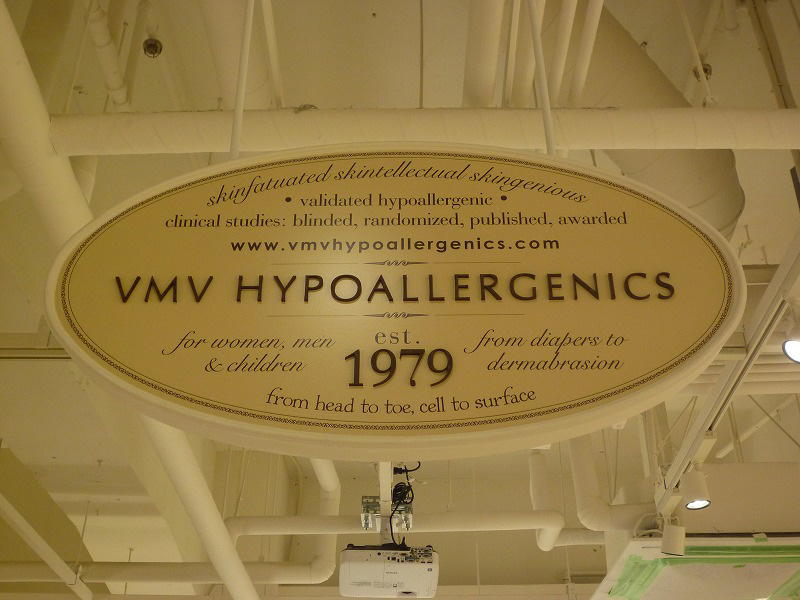 skinfatuated skintellectual skingenious
• validated hypoallergenic •
clinical studies: blinded, randomized, published, awarded
www.vmvhypoallergenics.com
VMV HYPOALLERGENICS
for women, men
& children
est.
1979
from diapers to
dermabrasion
from head to toe, cell to surface